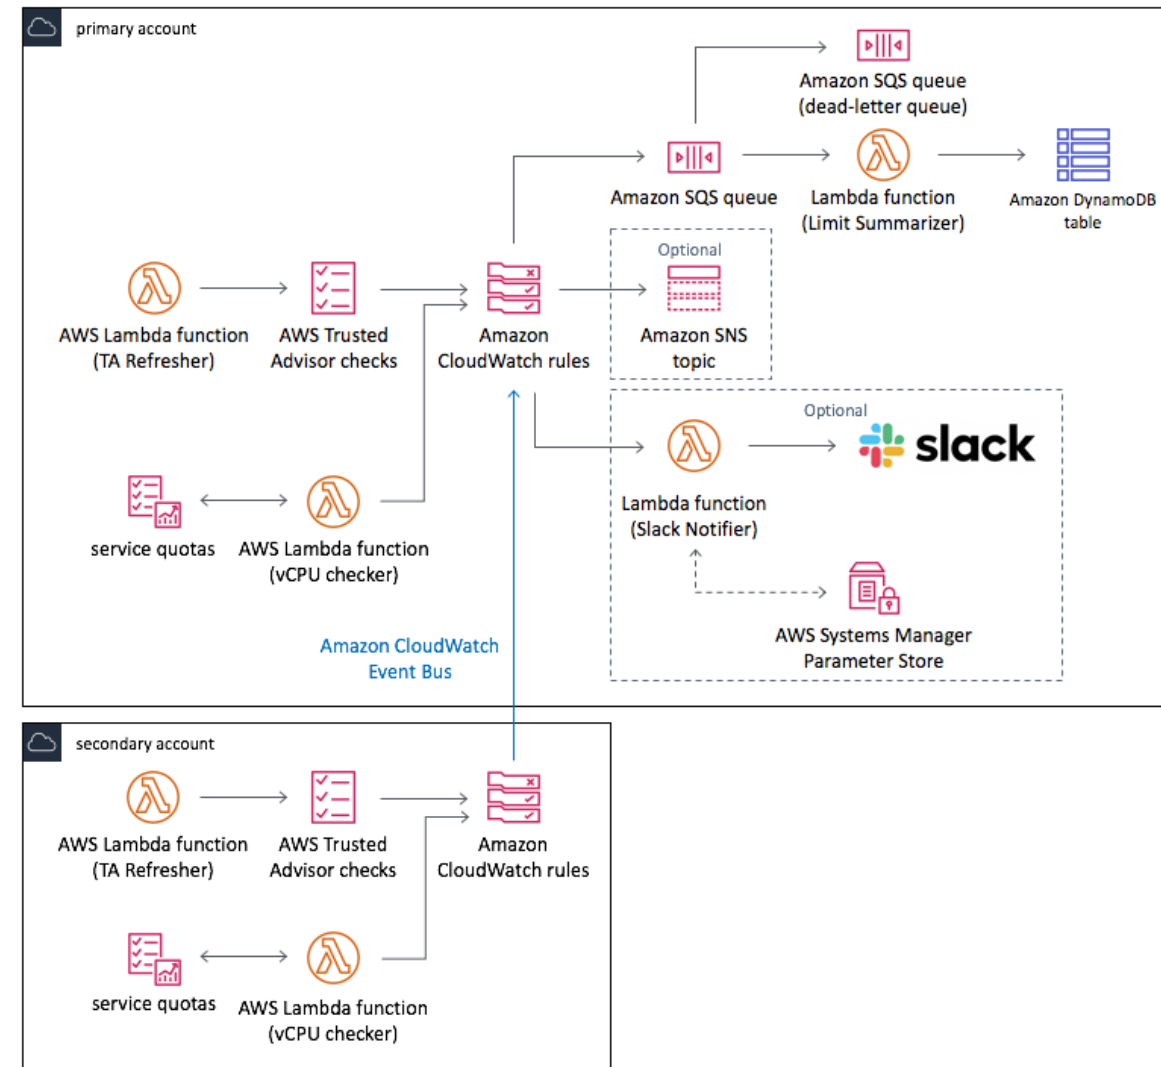 primary account
Amazon SQS queue
(dead-letter queue)
Amazon SQS queue
Lambda function
(Limit Summarizer)
Amazon DynamoDB
table
Optional
Amazon SNS
topic
AWS Lambda function
(TA Refresher)
AWS Trusted
Advisor checks
Amazon
CloudWatch rules
Optional
slack
Lambda function
(Slack Notifier)
service quotas
AWS Lambda function
(vCPU checker)
AWS Systems Manager
Parameter Store
Amazon CloudWatch
Event Bus
secondary account
AWS Lambda function
(TA Refresher)
AWS Trusted
Advisor checks
Amazon
CloudWatch rules
service quotas
AWS Lambda function
(vCPU checker)